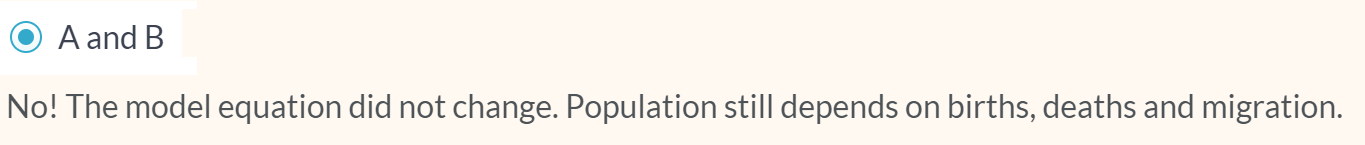 A and B
No! The model equation did not change. Population still depends on births, deaths and migration.